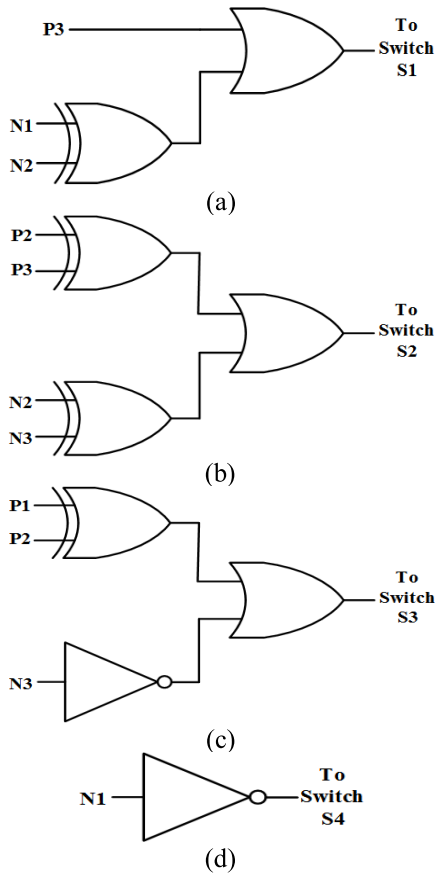 P3
To
Switch
S1
N1
N2
(a)
P2
P3
To
Switch
S2
N2
N3
(b)
P1
P2
To
Switch
S3
N3
(c)
To
N1
Switch
S4
(d)